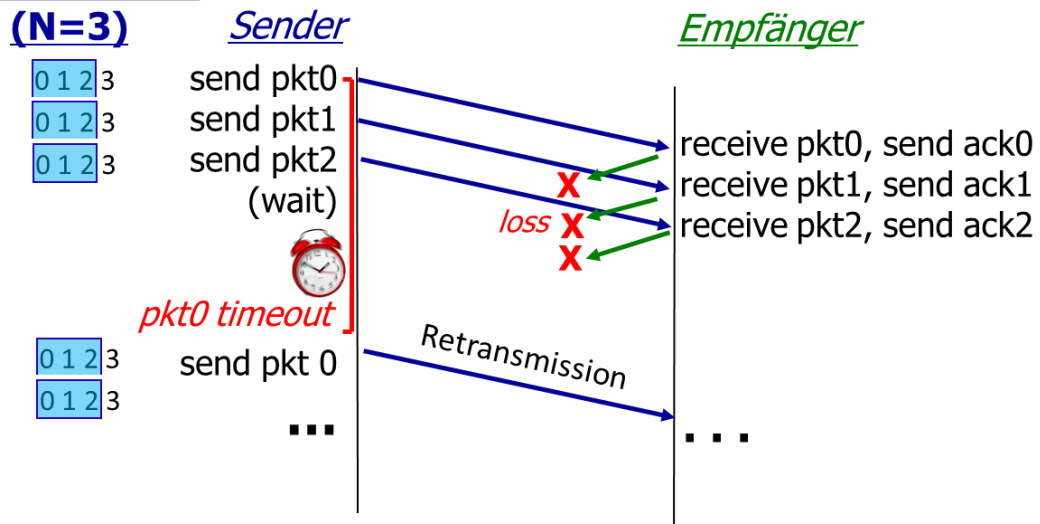 (N=3) Sender Empfänger
0 1 2 3 send pkt0
0 1 2 3 send pkt1
0 1 2 3 send pkt2
(wait)
receive pkt0, send ack0
X receive pkt1, send ack1
loss X receive pkt2, send ack2
X
pkt0 timeout
0 1 2 3 send pkt 0
Retransmission
0 1 2 3
... ...